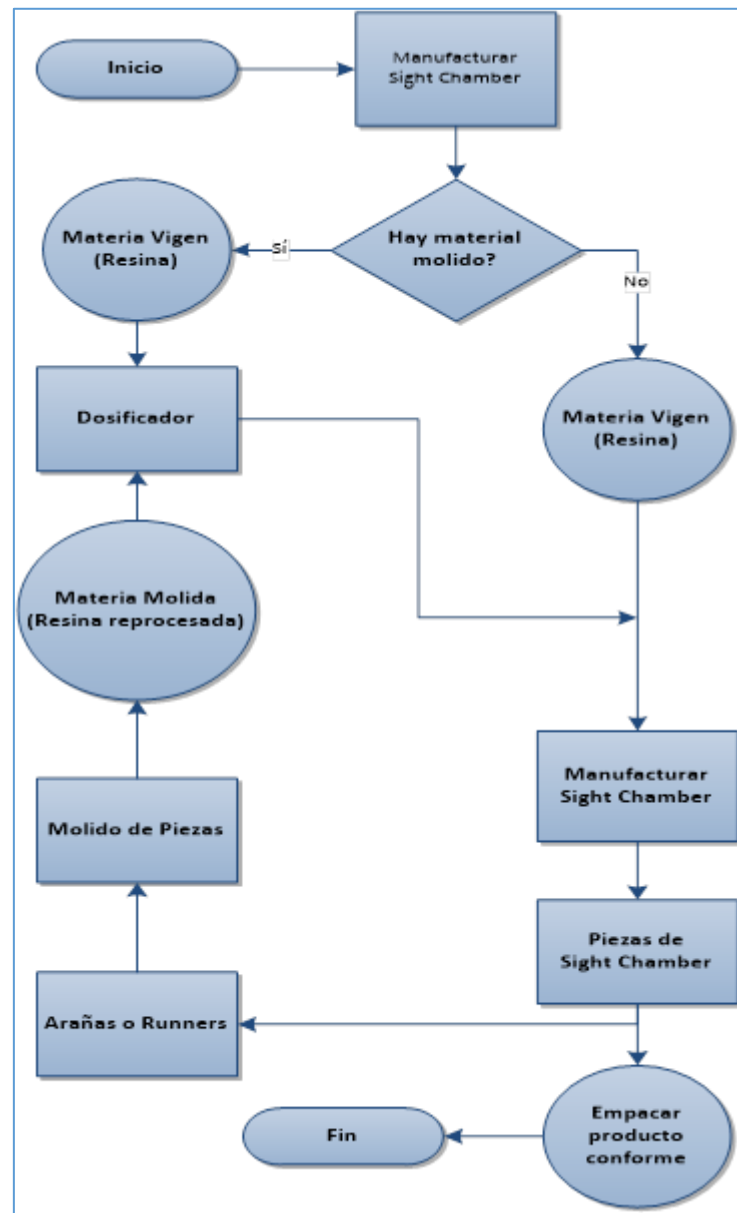 Inicio
Manufacturar
Sight Chamber
Hay material
molido?
Sí
No
Materia Vigen
(Resina)
Dosificador
Materia Vigen
(Resina)
Materia Molida
(Resina reprocesada)
Molido de Piezas
Manufacturar
Sight Chamber
Piezas de
Sight Chamber
Arañas o Runners
Empacar
producto
conforme
Fin